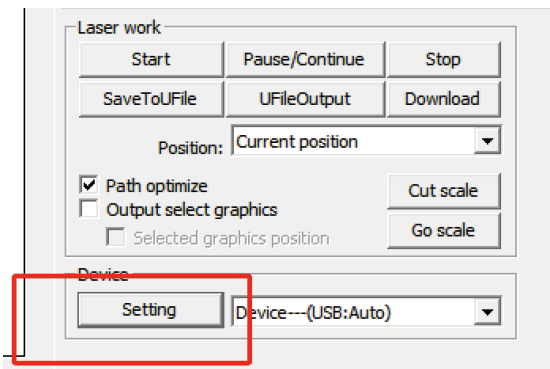 Laser work
Start Pause/Continue Stop
SaveToUFile UFileOutput Download
Position: Current position
Path optimize Cut scale
Output select graphics
Selected graphics position Go scale
Device
Setting Device---(USB:Auto)